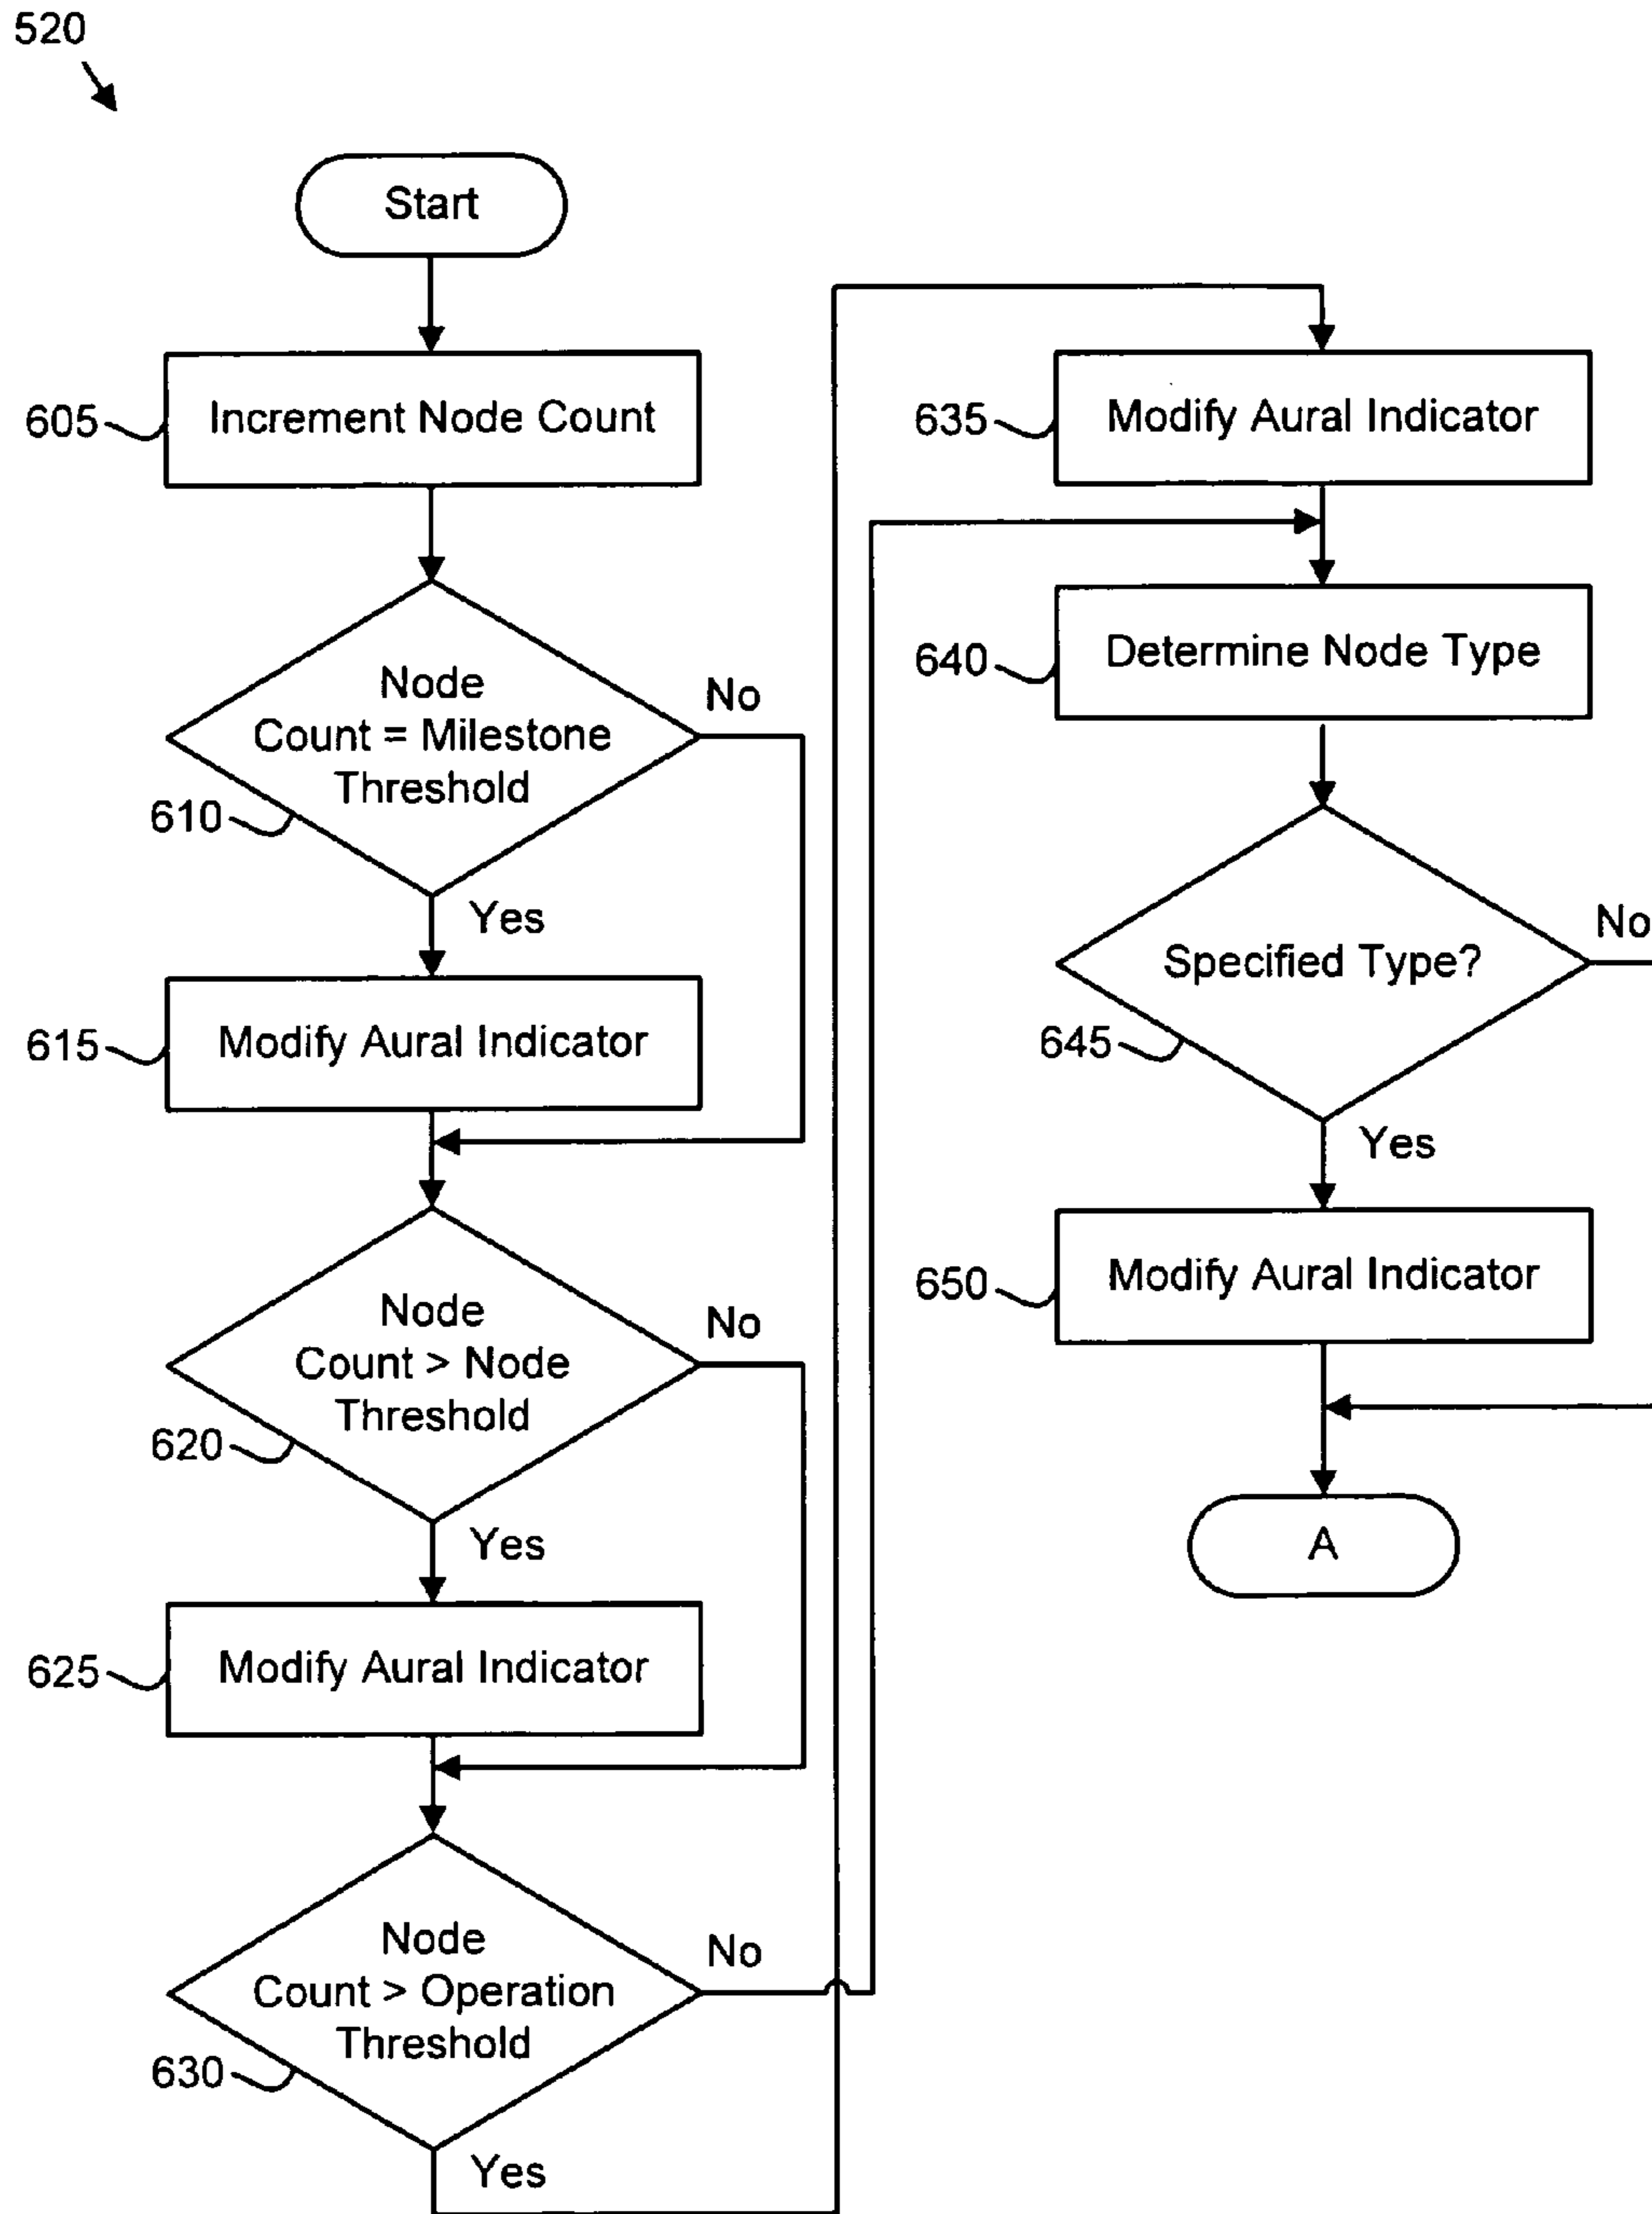 520
Start
605
Increment Node Count
Node
Count = Milestone
Threshold
No
610
Yes
615
Modify Aural Indicator
Node
Count > Node
Threshold
No
620
Yes
625
Modify Aural Indicator
Node
Count > Operation
Threshold
No
630
Yes
635
Modify Aural Indicator
640
Determine Node Type
Specified Type?
No
645
Yes
650
Modify Aural Indicator
A